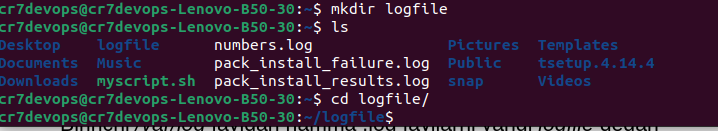 cr7devops@cr7devops-Lenovo-B50-30:~$ mkdir logfile
cr7devops@cr7devops-Lenovo-B50-30:~$ ls
Desktop logfile numbers.log Pictures Templates
Documents Music pack_install_failure.log Public tsetup.4.14.4
Downloads myscript.sh pack_install_results.log snap Videos
cr7devops@cr7devops-Lenovo-B50-30:~$ cd logfile/
cr7devops@cr7devops-Lenovo-B50-30:~/logfile$